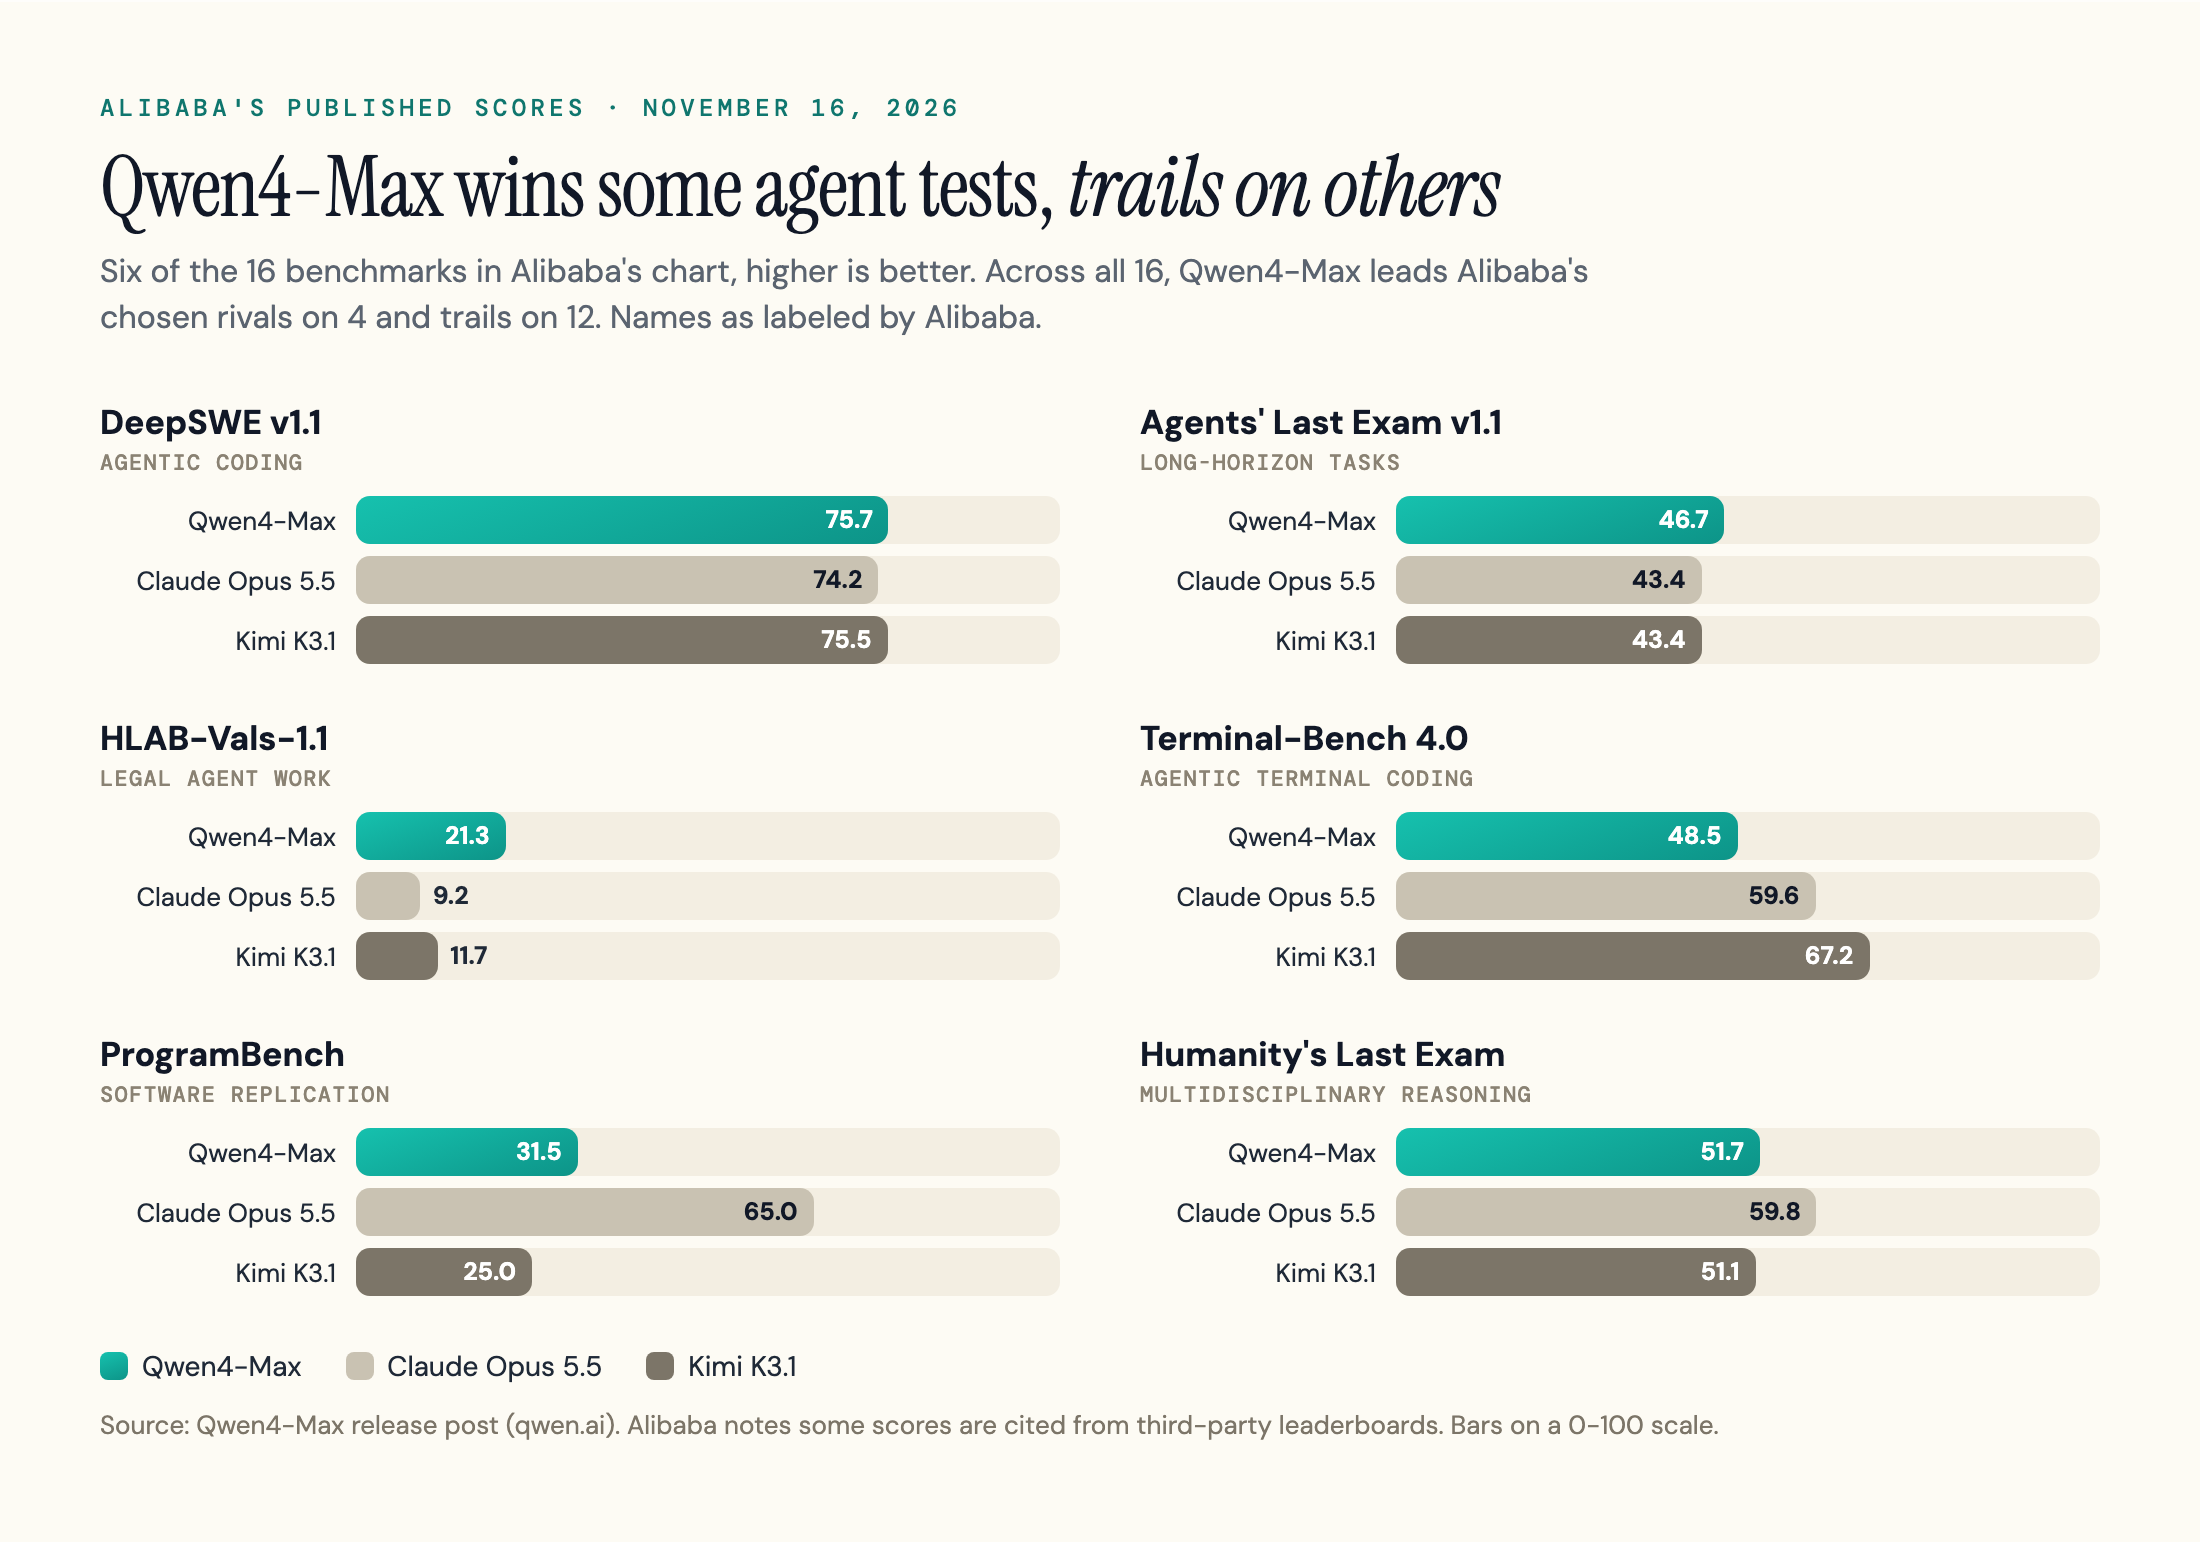 ALIBABA'S PUBLISHED SCORES · NOVEMBER 16, 2026
Qwen4-Max wins some agent tests, trails on others
Six of the 16 benchmarks in Alibaba's chart, higher is better. Across all 16, Qwen4-Max leads Alibaba's
chosen rivals on 4 and trails on 12. Names as labeled by Alibaba.
DeepSWE v1.1
AGENTIC CODING
Qwen4-Max 75.7
Claude Opus 5.5 74.2
Kimi K3.1 75.5
Agents' Last Exam v1.1
LONG-HORIZON TASKS
Qwen4-Max 46.7
Claude Opus 5.5 43.4
Kimi K3.1 43.4
HLAB-Vals-1.1
LEGAL AGENT WORK
Qwen4-Max 21.3
Claude Opus 5.5 9.2
Kimi K3.1 11.7
Terminal-Bench 4.0
AGENTIC TERMINAL CODING
Qwen4-Max 48.5
Claude Opus 5.5 59.6
Kimi K3.1 67.2
ProgramBench
SOFTWARE REPLICATION
Qwen4-Max 31.5
Claude Opus 5.5 65.0
Kimi K3.1 25.0
Humanity's Last Exam
MULTIDISCIPLINARY REASONING
Qwen4-Max 51.7
Claude Opus 5.5 59.8
Kimi K3.1 51.1
Qwen4-Max Claude Opus 5.5 Kimi K3.1
Source: Qwen4-Max release post (qwen.ai). Alibaba notes some scores are cited from third-party leaderboards. Bars on a 0-100 scale.